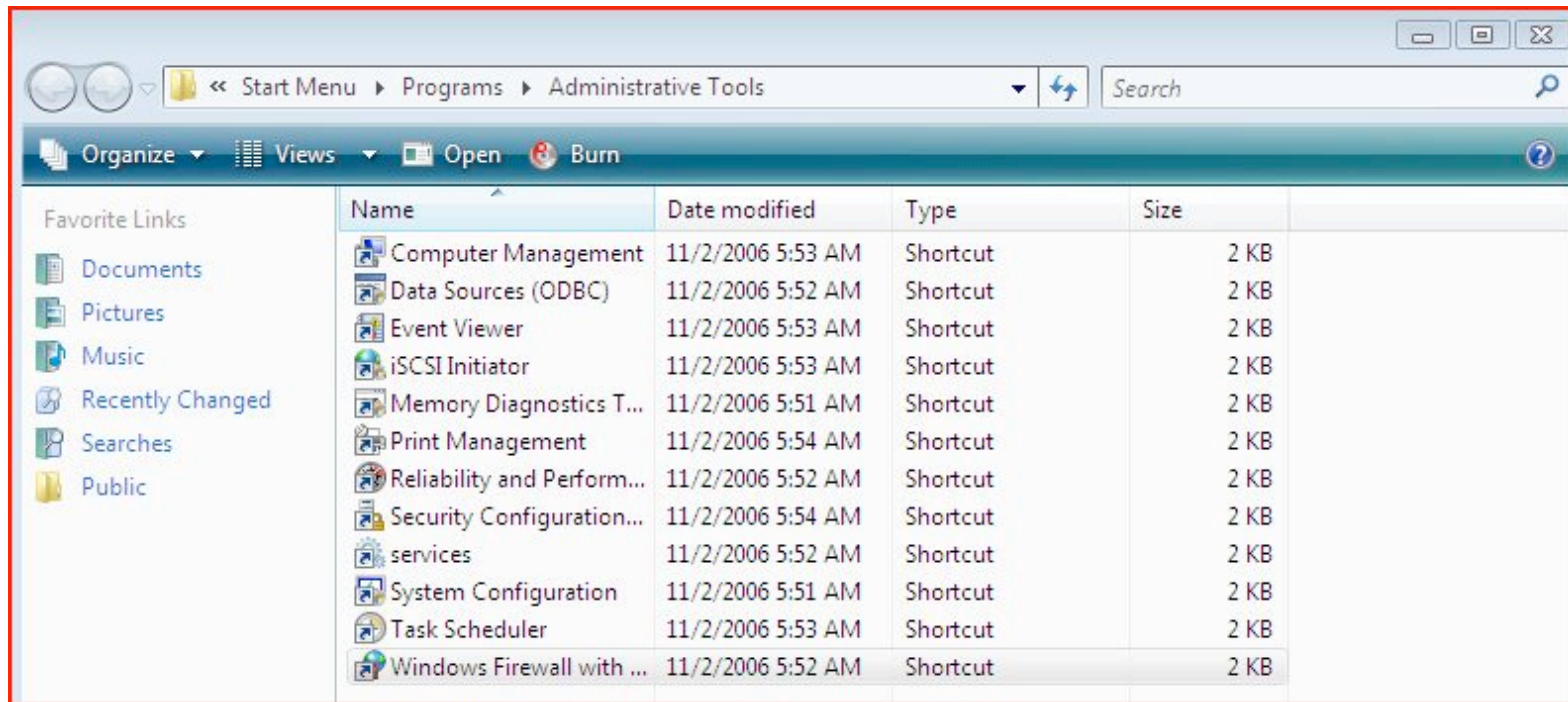 « Start Menu ▸ Programs ▸ Administrative Tools Search
Organize Views Open Burn
Favorite Links
Documents
Pictures
Music
Recently Changed
Searches
Public
Name Date modified Type Size
Computer Management 11/2/2006 5:53 AM Shortcut 2 KB
Data Sources (ODBC) 11/2/2006 5:52 AM Shortcut 2 KB
Event Viewer 11/2/2006 5:53 AM Shortcut 2 KB
iSCSI Initiator 11/2/2006 5:53 AM Shortcut 2 KB
Memory Diagnostics T... 11/2/2006 5:51 AM Shortcut 2 KB
Print Management 11/2/2006 5:54 AM Shortcut 2 KB
Reliability and Perform... 11/2/2006 5:52 AM Shortcut 2 KB
Security Configuration... 11/2/2006 5:54 AM Shortcut 2 KB
services 11/2/2006 5:52 AM Shortcut 2 KB
System Configuration 11/2/2006 5:51 AM Shortcut 2 KB
Task Scheduler 11/2/2006 5:53 AM Shortcut 2 KB
Windows Firewall with ... 11/2/2006 5:52 AM Shortcut 2 KB